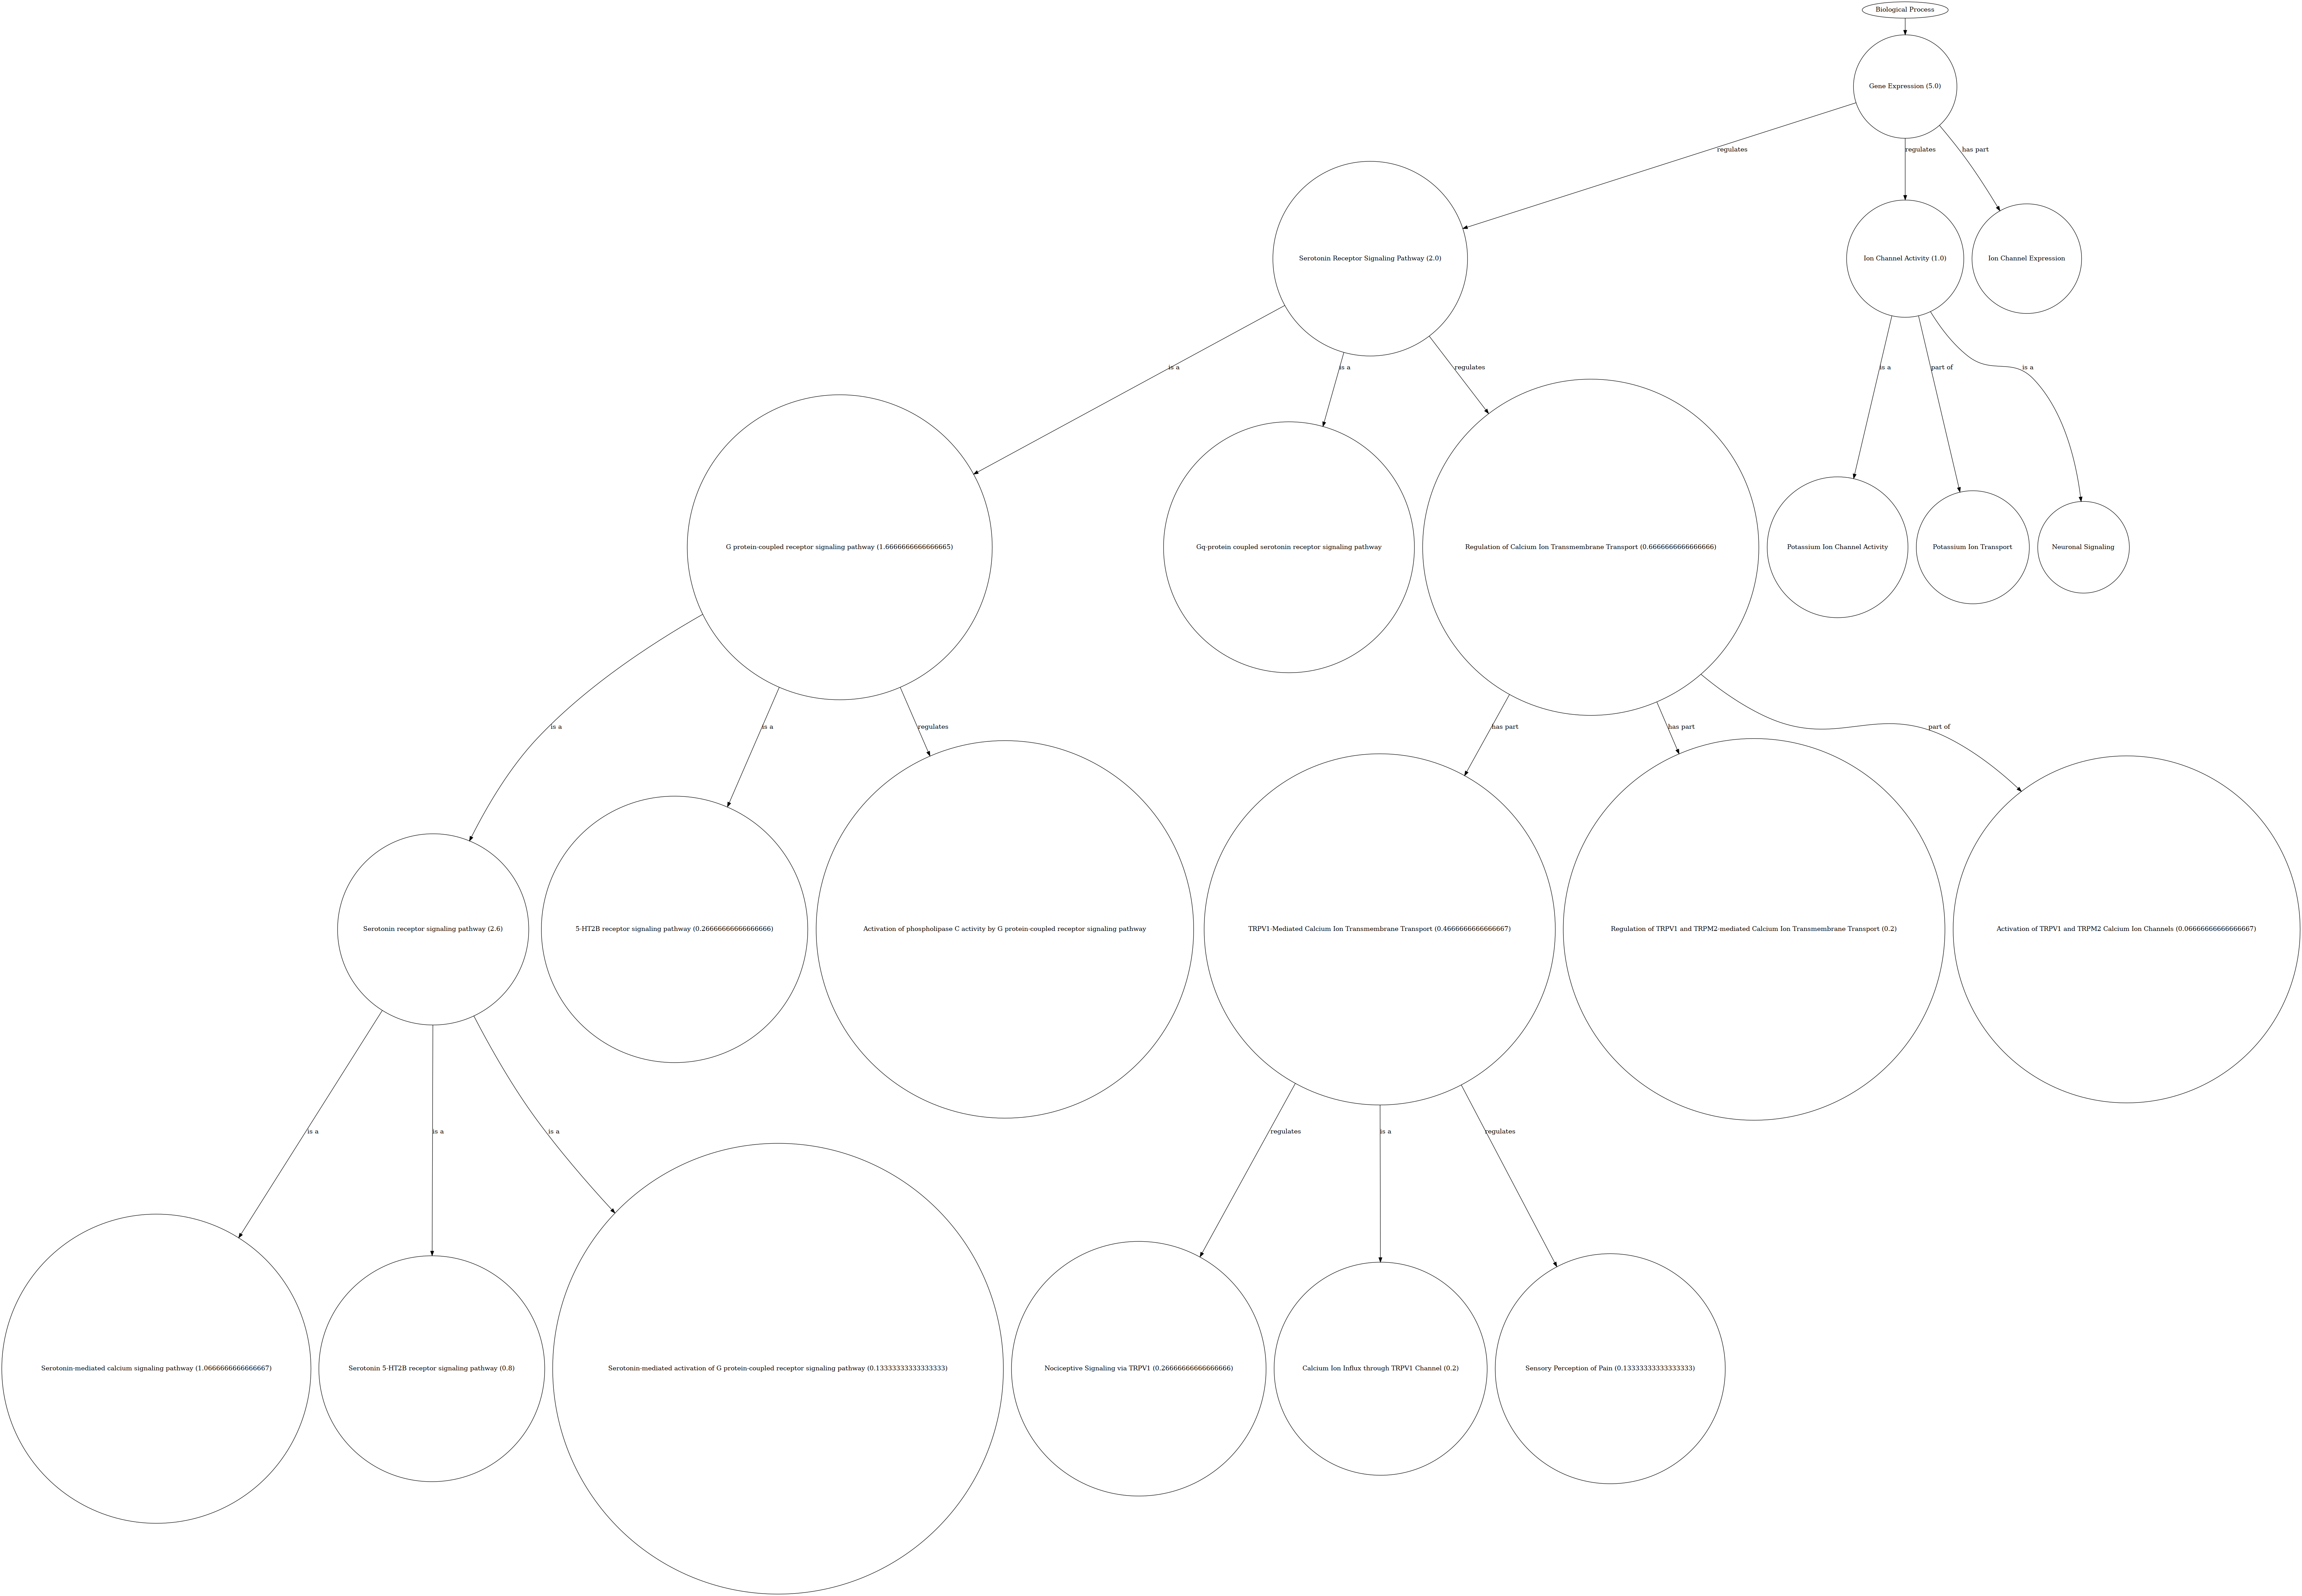 Biological Process
Gene Expression (5.0)
regulates
regulates
has part
Serotonin Receptor Signaling Pathway (2.0)
Ion Channel Activity (1.0)
Ion Channel Expression
is a
is a
regulates
is a
part of
is a
G protein-coupled receptor signaling pathway (1.6666666666666665)
Gq-protein coupled serotonin receptor signaling pathway
Regulation of Calcium Ion Transmembrane Transport (0.6666666666666666)
Potassium Ion Channel Activity
Potassium Ion Transport
Neuronal Signaling
is a
is a
regulates
has part
has part
part of
Serotonin receptor signaling pathway (2.6)
5-HT2B receptor signaling pathway (0.26666666666666666)
Activation of phospholipase C activity by G protein-coupled receptor signaling pathway
TRPV1-Mediated Calcium Ion Transmembrane Transport (0.4666666666666667)
Regulation of TRPV1 and TRPM2-mediated Calcium Ion Transmembrane Transport (0.2)
Activation of TRPV1 and TRPM2 Calcium Ion Channels (0.06666666666666667)
is a
is a
is a
regulates
is a
regulates
Serotonin-mediated calcium signaling pathway (1.0666666666666667)
Serotonin 5-HT2B receptor signaling pathway (0.8)
Serotonin-mediated activation of G protein-coupled receptor signaling pathway (0.13333333333333333)
Nociceptive Signaling via TRPV1 (0.26666666666666666)
Calcium Ion Influx through TRPV1 Channel (0.2)
Sensory Perception of Pain (0.13333333333333333)